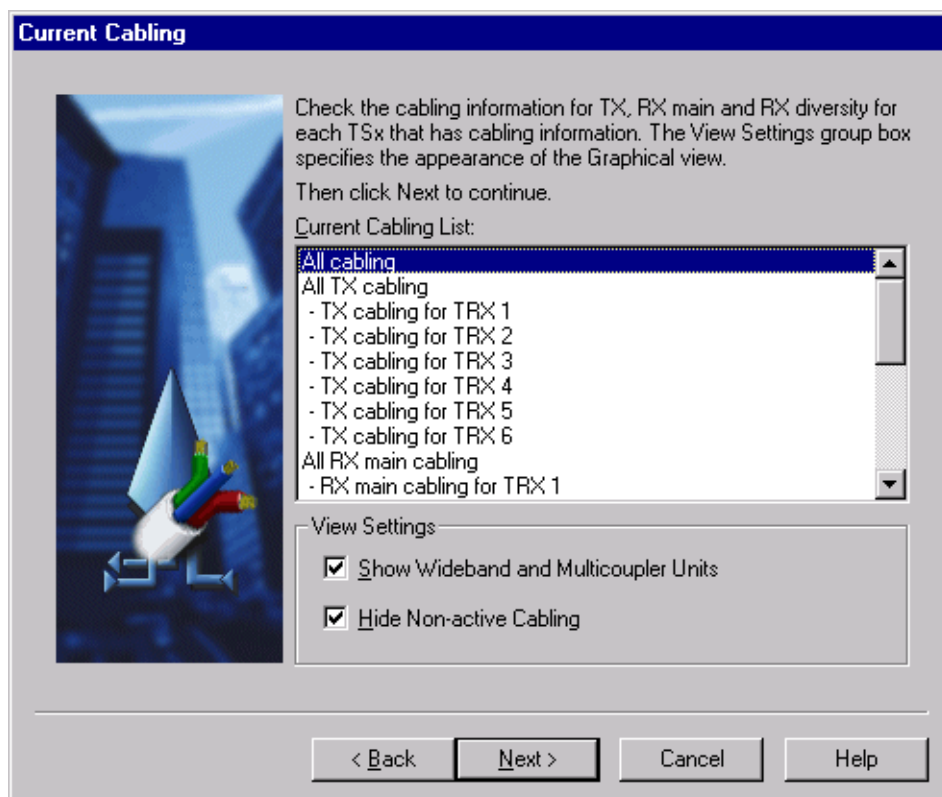 Current Cabling
Check the cabling information for TX, RX main and RX diversity for
each TSx that has cabling information. The View Settings group box
specifies the appearance of the Graphical view.
Then click Next to continue.
Current Cabling List:
All cabling
All TX cabling
- TX cabling for TRX 1
- TX cabling for TRX 2
- TX cabling for TRX 3
- TX cabling for TRX 4
- TX cabling for TRX 5
- TX cabling for TRX 6
All RX main cabling
- RX main cabling for TRX 1
View Settings
Show Wideband and Multicoupler Units
Hide Non-active Cabling
< Back
Next >
Cancel
Help